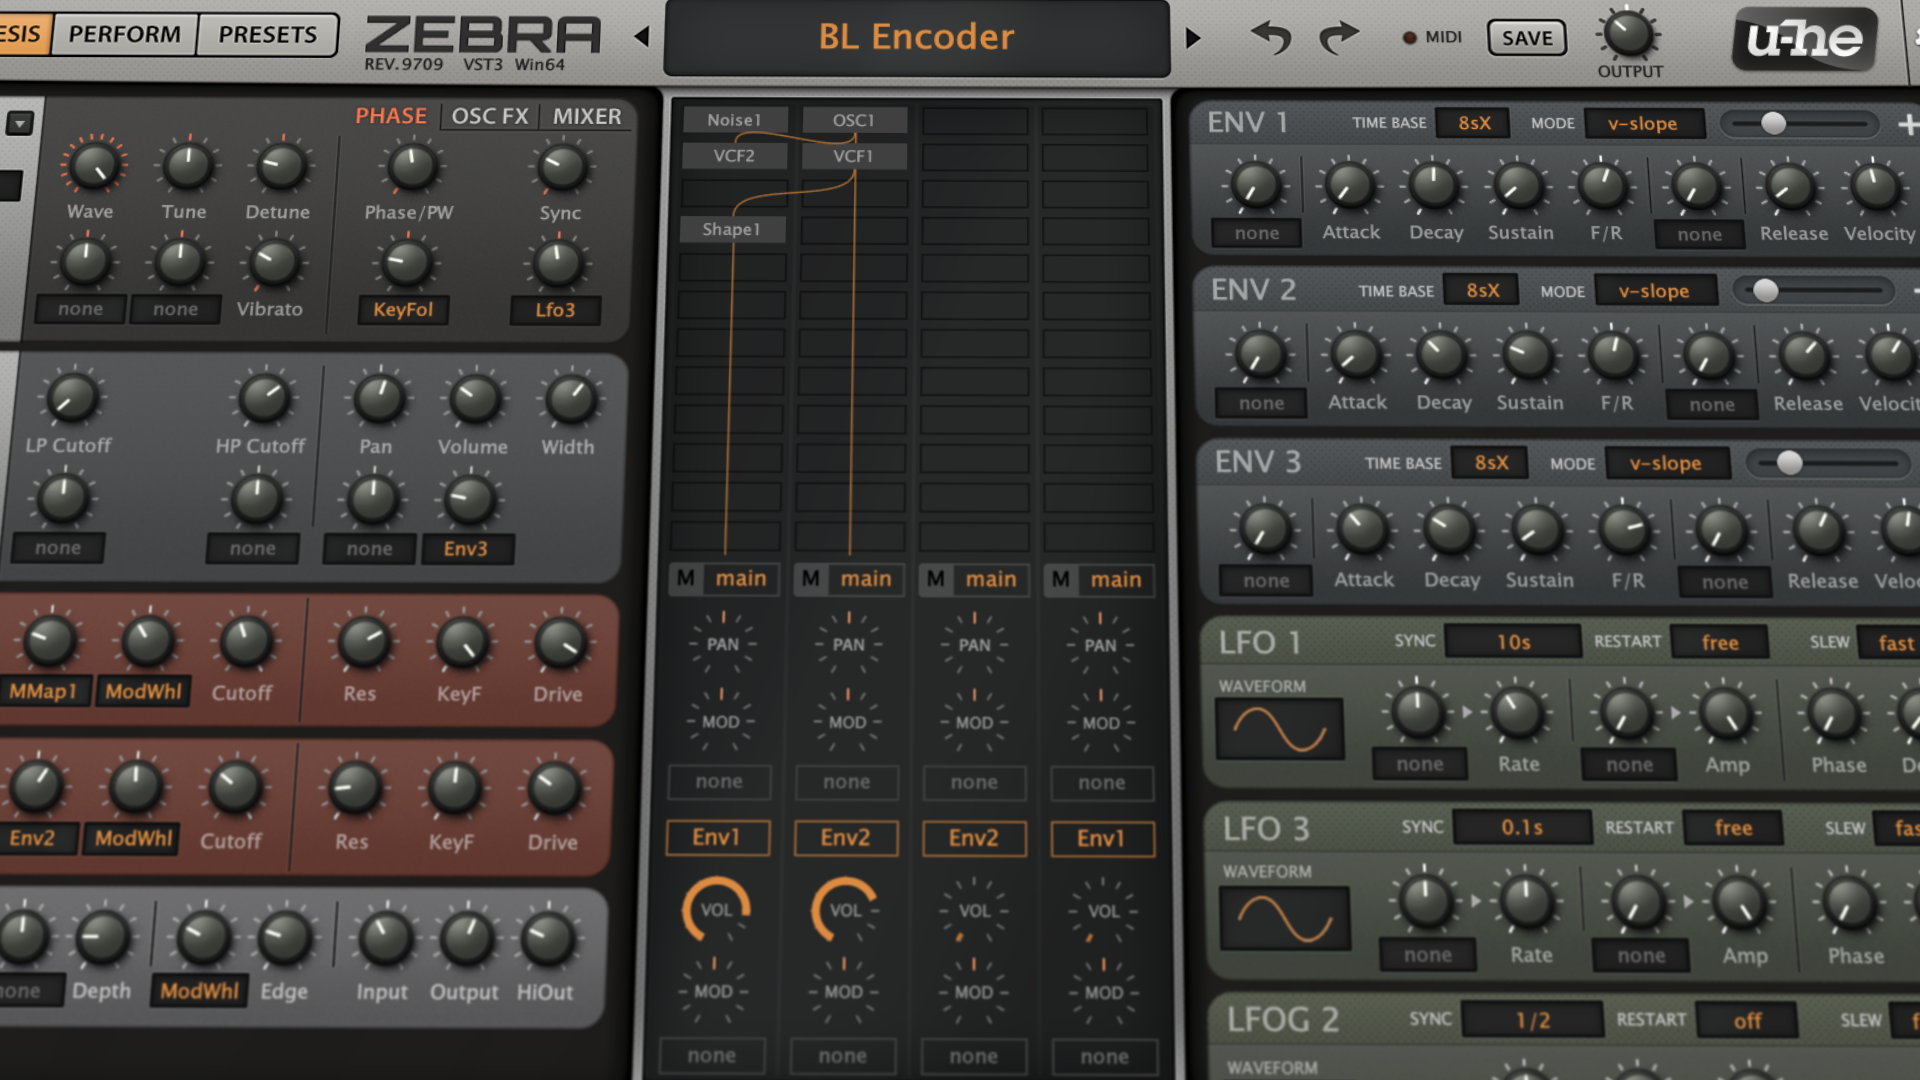 ESIS PERFORM PRESETS ZEBRA BL Encoder MIDI SAVE u-he
REV.9709 VST3 Win64 OUTPUT
PHASE OSC FX MIXER
Wave Tune Detune Phase/PW Sync
none none Vibrato KeyFol Lfo3
LP Cutoff HP Cutoff Pan Volume Width
none none none Env3
MMap1 ModWhl Cutoff Res KeyF Drive
Env2 ModWhl Cutoff Res KeyF Drive
none Depth ModWhl Edge Input Output HiOut
Noise1 OSC1
VCF2 VCF1
Shape1
M main M main M main M main
PAN PAN PAN PAN
MOD MOD MOD MOD
none none none none
Env1 Env2 Env2 Env1
VOL VOL VOL VOL
MOD MOD MOD MOD
none none none none
ENV 1 TIME BASE 8sX MODE v-slope
none Attack Decay Sustain F/R none Release Velocity
ENV 2 TIME BASE 8sX MODE v-slope
none Attack Decay Sustain F/R none Release Velocit
ENV 3 TIME BASE 8sX MODE v-slope
none Attack Decay Sustain F/R none Release Velo
LFO 1 SYNC 10s RESTART free SLEW fast
WAVEFORM
none Rate none Amp Phase De
LFO 3 SYNC 0.1s RESTART free SLEW fas
WAVEFORM
none Rate none Amp Phase
LFOG 2 SYNC 1/2 RESTART off SLEW f
WAVEFORM